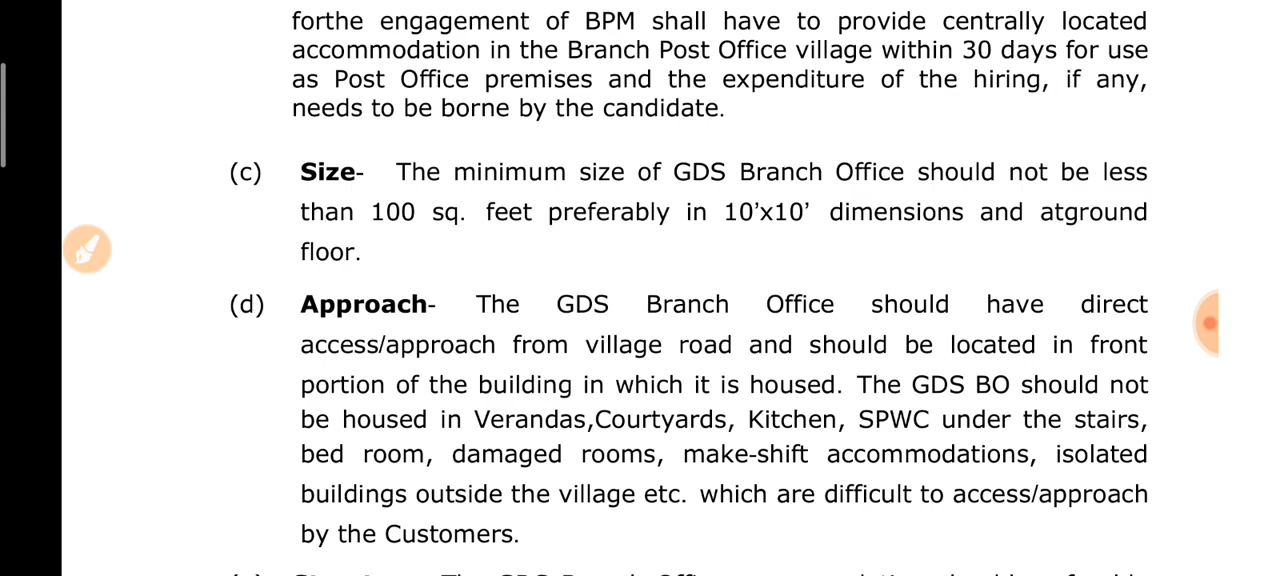 forthe engagement of BPM shall have to provide centrally located
accommodation in the Branch Post Office village within 30 days for use
as Post Office premises and the expenditure of the hiring, if any,
needs to be borne by the candidate.
(c) Size- The minimum size of GDS Branch Office should not be less
than 100 sq. feet preferably in 10’x10’ dimensions and atground
floor.
(d) Approach- The GDS Branch Office should have direct
access/approach from village road and should be located in front
portion of the building in which it is housed. The GDS BO should not
be housed in Verandas,Courtyards, Kitchen, SPWC under the stairs,
bed room, damaged rooms, make-shift accommodations, isolated
buildings outside the village etc. which are difficult to access/approach
by the Customers.